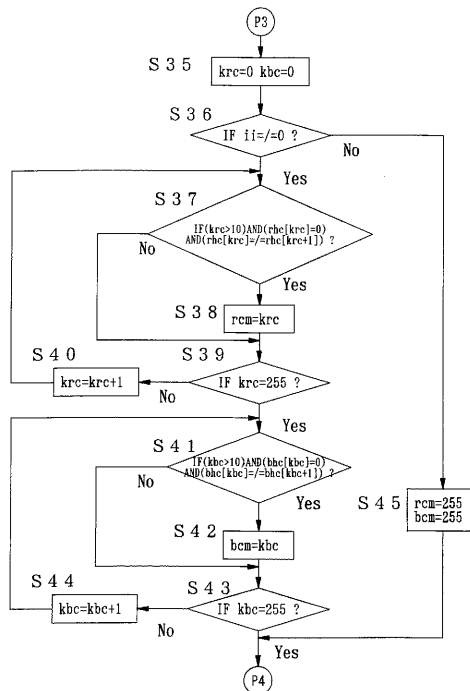 P3
S35
krc=0 kbc=0
S36
IF ii=/=0 ?
No
Yes
S37
IF(krc>10)AND(rhc[krc]=0)
AND(rhc[krc]=/=rhc[krc+1]) ?
No
Yes
S38
rcm=krc
S40
S39
krc=krc+1
IF krc=255 ?
No
Yes
S41
IF(kbc>10)AND(bhc[kbc]=0)
AND(bhc[kbc]=/=bhc[kbc+1]) ?
No
Yes
S45
rcm=255
bcm=255
S42
bcm=kbc
S44
S43
kbc=kbc+1
IF kbc=255 ?
No
Yes
P4